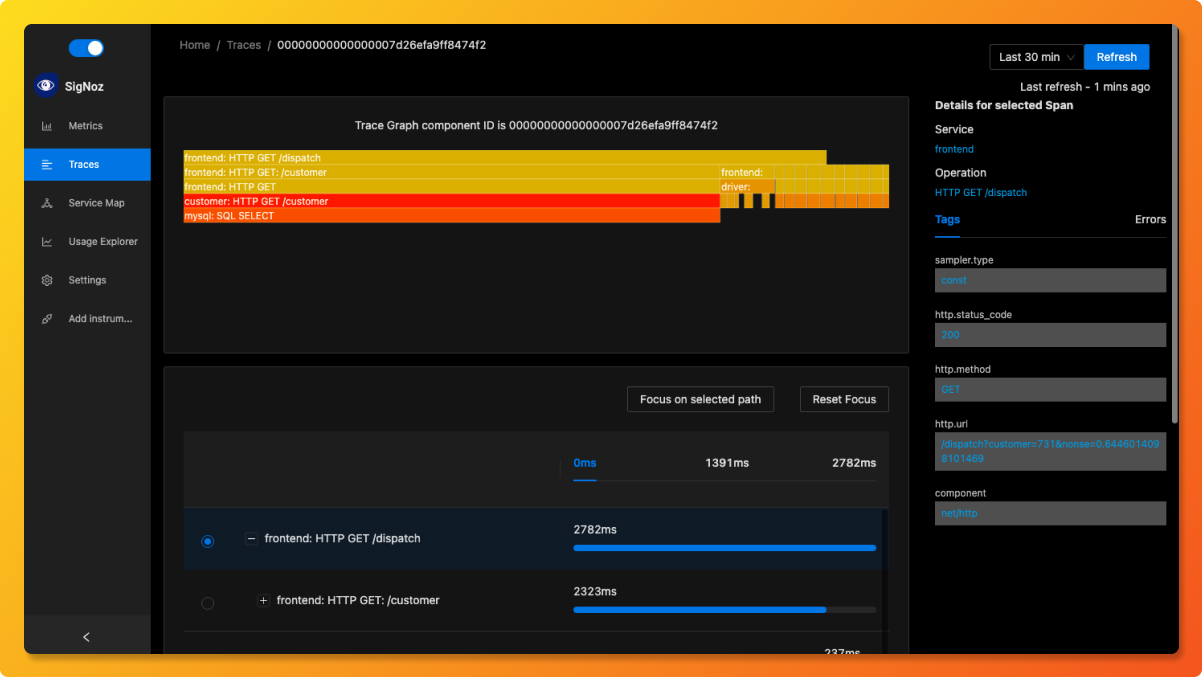 SigNoz
Metrics
Traces
Service Map
Usage Explorer
Settings
Add instrum...
Home / Traces / 00000000000000007d26efa9ff8474f2
Last 30 min
Refresh
Last refresh - 1 mins ago
Trace Graph component ID is 00000000000000007d26efa9ff8474f2
frontend: HTTP GET /dispatch
frontend: HTTP GET: /customer
frontend:
frontend: HTTP GET
driver:
customer: HTTP GET /customer
mysql: SQL SELECT
Focus on selected path
Reset Focus
0ms 1391ms 2782ms
frontend: HTTP GET /dispatch
2782ms
frontend: HTTP GET: /customer
2323ms
237ms
Details for selected Span
Service
frontend
Operation
HTTP GET /dispatch
Tags
Errors
sampler.type
const
http.status_code
200
http.method
GET
http.url
/dispatch?customer=731&nonse=0.644601409
8101469
component
net/http